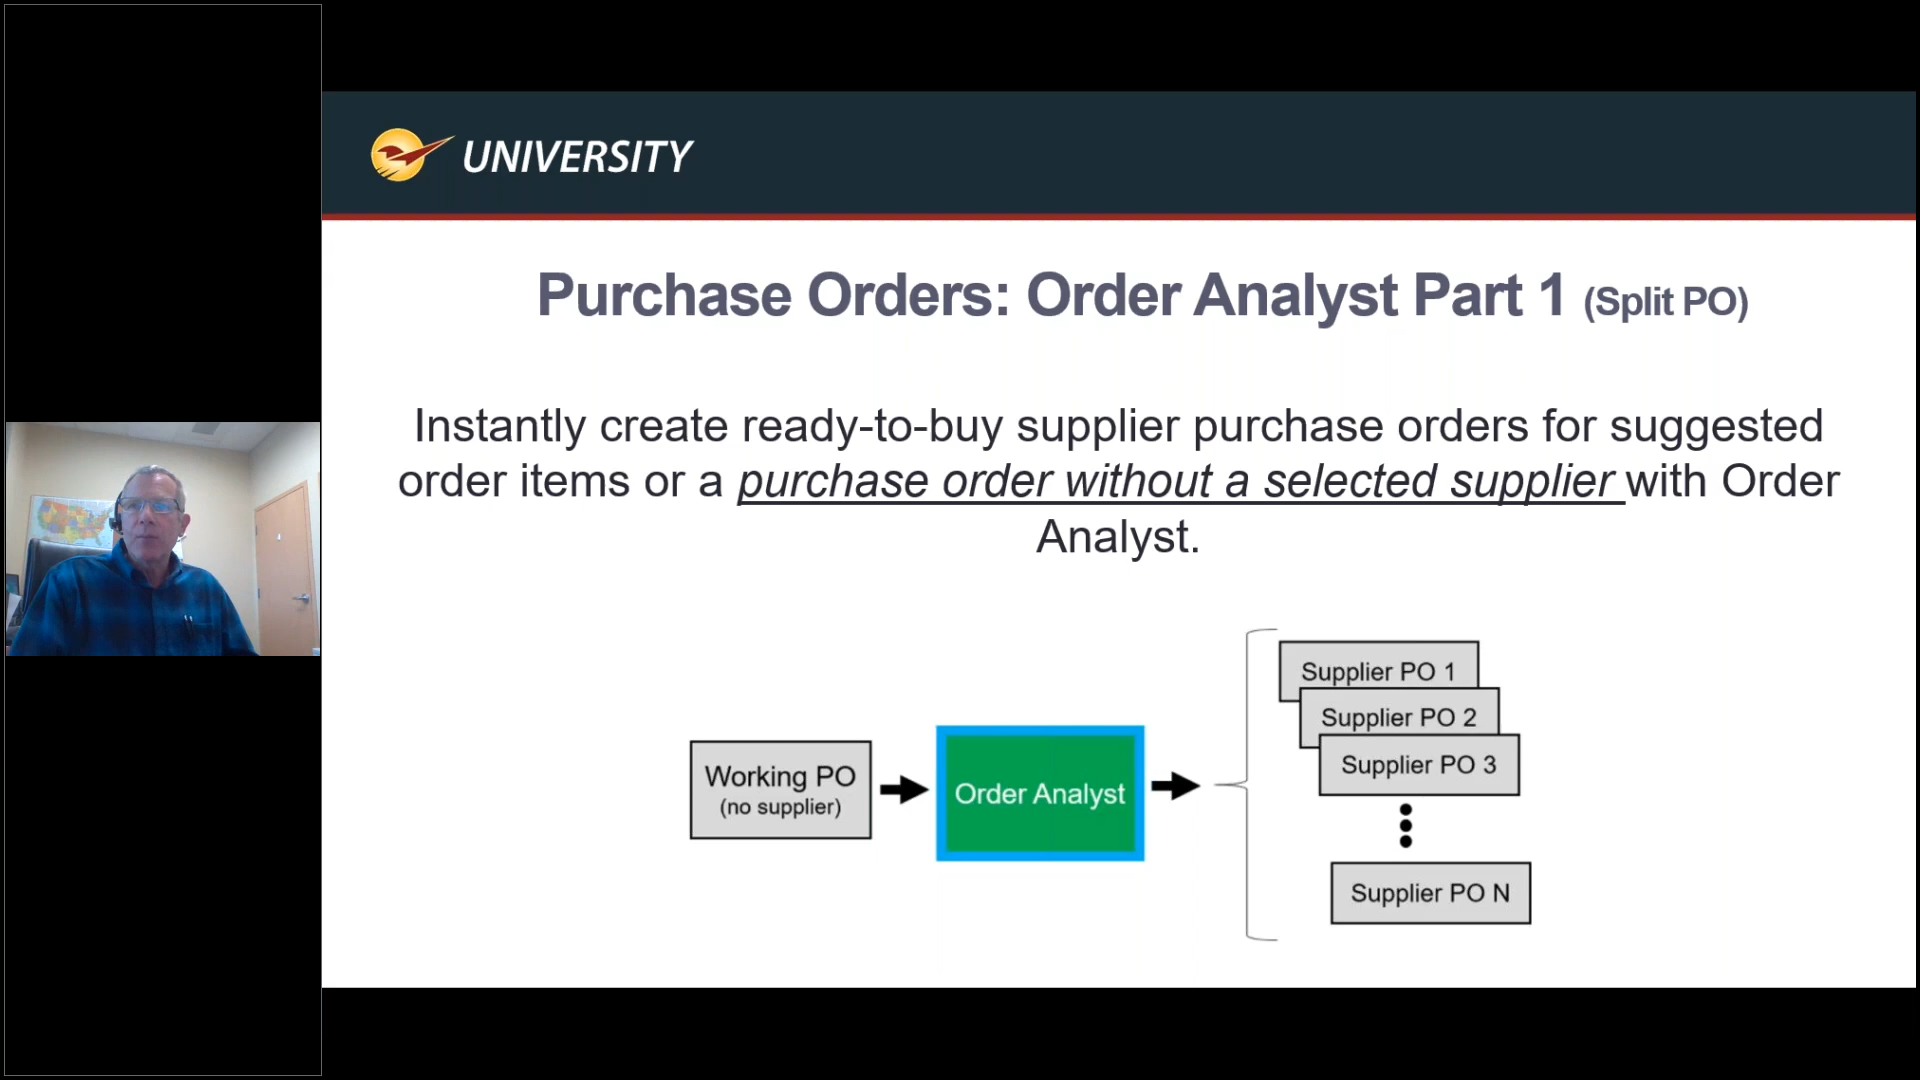 UNIVERSITY
Purchase Orders: Order Analyst Part 1 (Split PO)
Instantly create ready-to-buy supplier purchase orders for suggested
order items or a purchase order without a selected supplier with Order
Analyst.
Working PO
(no supplier)
Order Analyst
Supplier PO 1
Supplier PO 2
Supplier PO 3
Supplier PO N